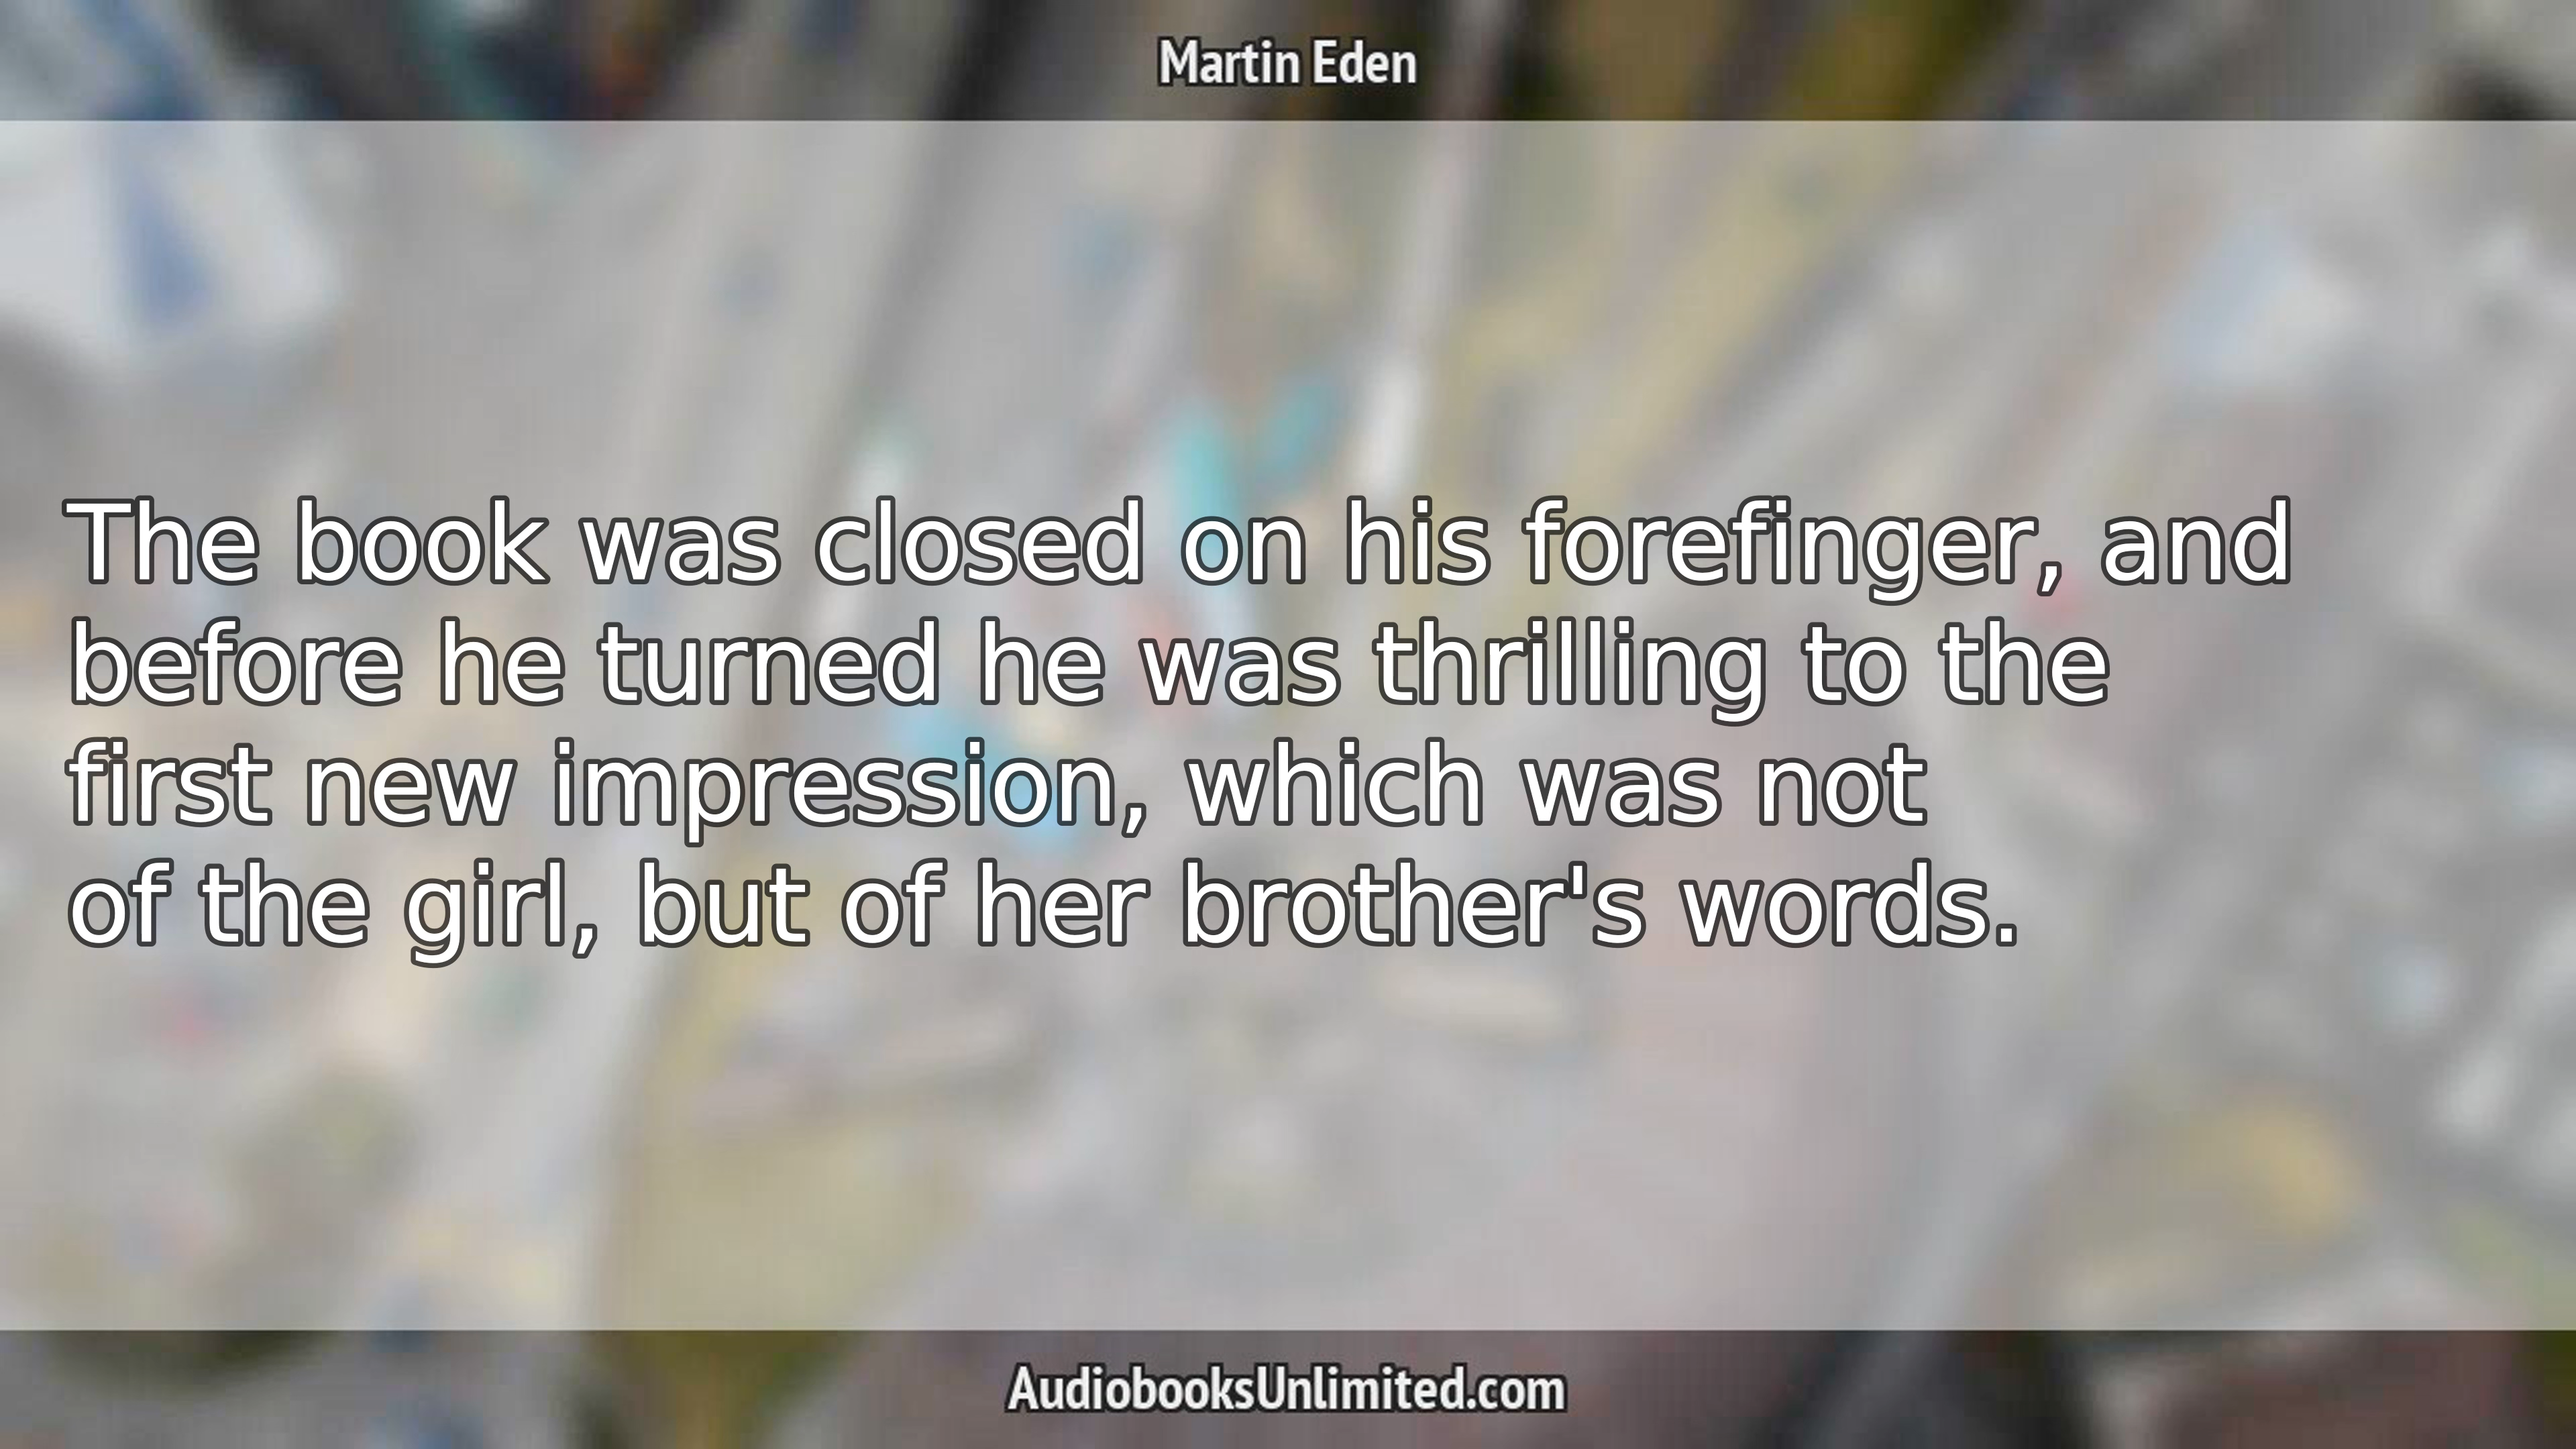 Martin Eden
The book was closed on his forefinger, and
before he turned he was thrilling to the
first new impression, which was not
of the girl, but of her brother's words.
AudiobooksUnlimited.com